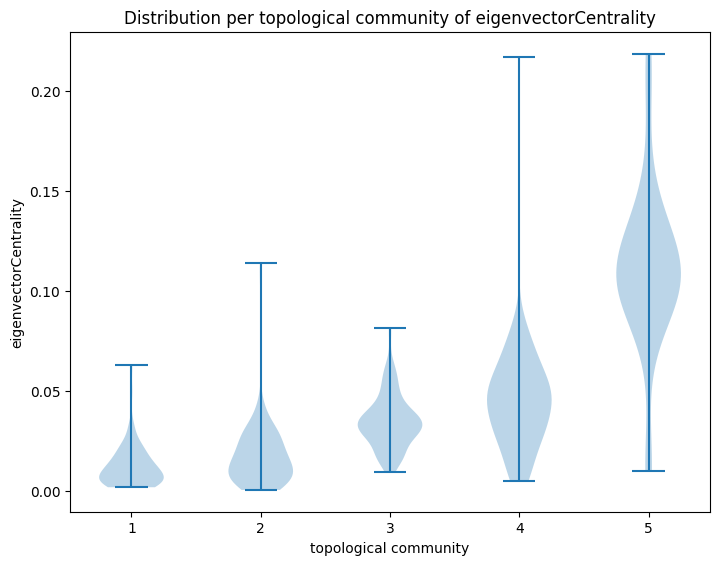 Distribution per topological community of eigenvectorCentrality
eigenvectorCentrality
0.20
0.15
0.10
0.05
0.00
1 2 3 4 5
topological community